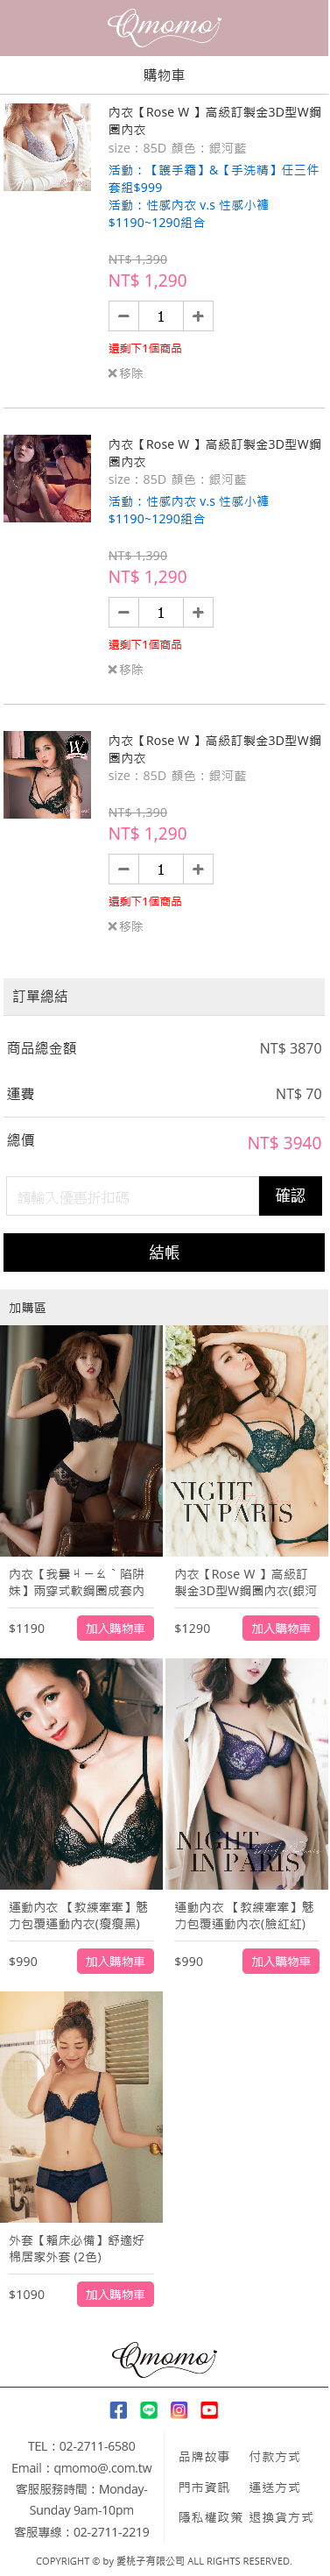 Qmomo
購物車
內衣【Rose W 】高級訂製金3D型W鋼
圈內衣
size：85D 顏色：銀河藍
活動：【護手霜】&【手洗精】任三件
套組$999
活動：性感內衣 v.s 性感小褲
$1190~1290組合
NT$ 1,390
NT$ 1,290
1
還剩下1個商品
移除
內衣【Rose W 】高級訂製金3D型W鋼
圈內衣
size：85D 顏色：銀河藍
活動：性感內衣 v.s 性感小褲
$1190~1290組合
NT$ 1,390
NT$ 1,290
1
還剩下1個商品
移除
內衣【Rose W 】高級訂製金3D型W鋼
圈內衣
size：85D 顏色：銀河藍
NT$ 1,390
NT$ 1,290
1
還剩下1個商品
移除
訂單總結
商品總金額 NT$ 3870
運費 NT$ 70
總價 NT$ 3940
請輸入優惠折扣碼 確認
結帳
加購區
NIGHT
IN PARIS
內衣【我最ㄐㄧㄠˋ陷阱
妹】兩穿式軟鋼圈成套內
$1190 加入購物車
內衣【Rose W 】高級訂
製金3D型W鋼圈內衣(銀河
$1290 加入購物車
NIGHT
IN PARIS
運動內衣 【教練牽牽】魅
力包覆運動內衣(瘦瘦黑)
$990 加入購物車
運動內衣 【教練牽牽】魅
力包覆運動內衣(臉紅紅)
$990 加入購物車
外套【賴床必備】舒適好
棉居家外套 (2色)
$1090 加入購物車
Qmomo
TEL：02-2711-6580
Email：qmomo@.com.tw
客服服務時間：Monday-
Sunday 9am-10pm
客服專線：02-2711-2219
品牌故事 付款方式
門市資訊 運送方式
隱私權政策 退換貨方式
COPYRIGHT © by 愛桃子有限公司 ALL RIGHTS RESERVED.